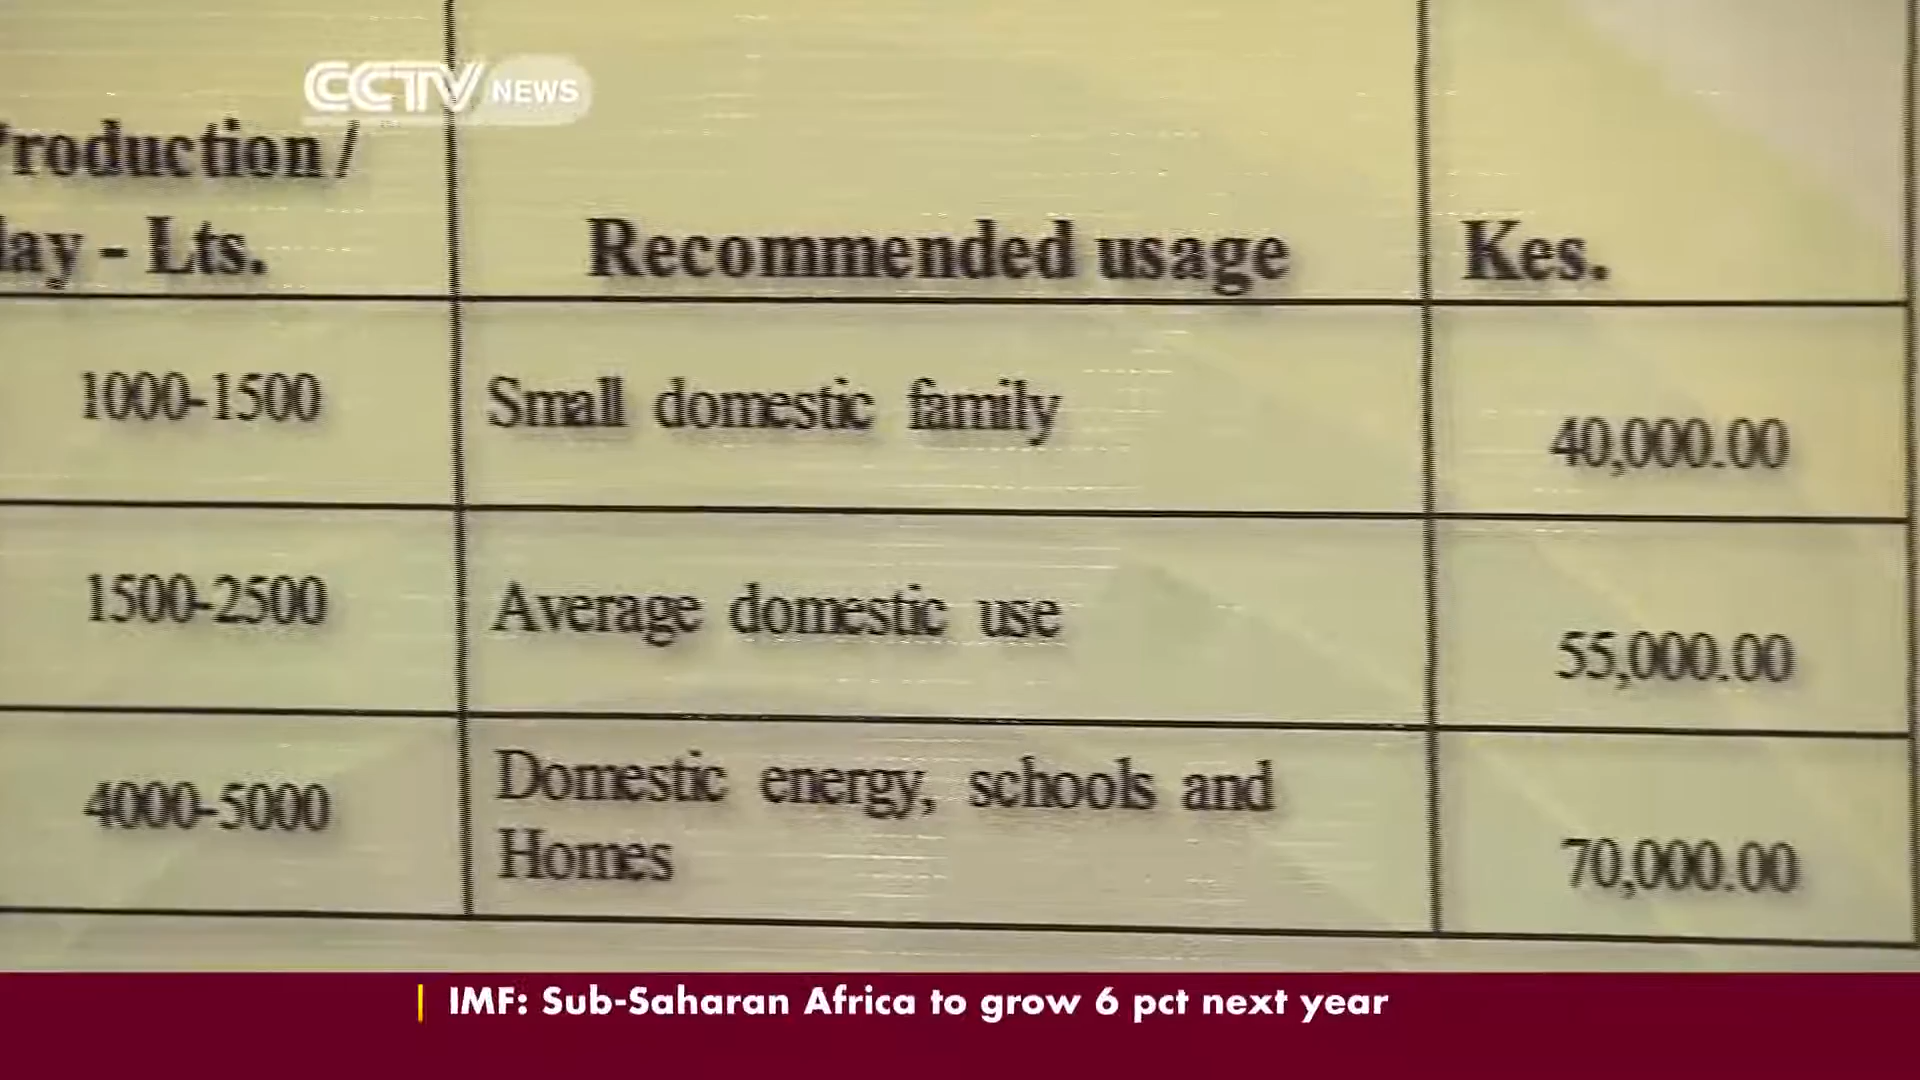 CCTV NEWS
Production/
day - Lts.
Recommended usage
Kes.
1000-1500
Small domestic family
40,000.00
1500-2500
Average domestic use
55,000.00
4000-5000
Domestic energy, schools and
Homes
70,000.00
IMF: Sub-Saharan Africa to grow 6 pct next year